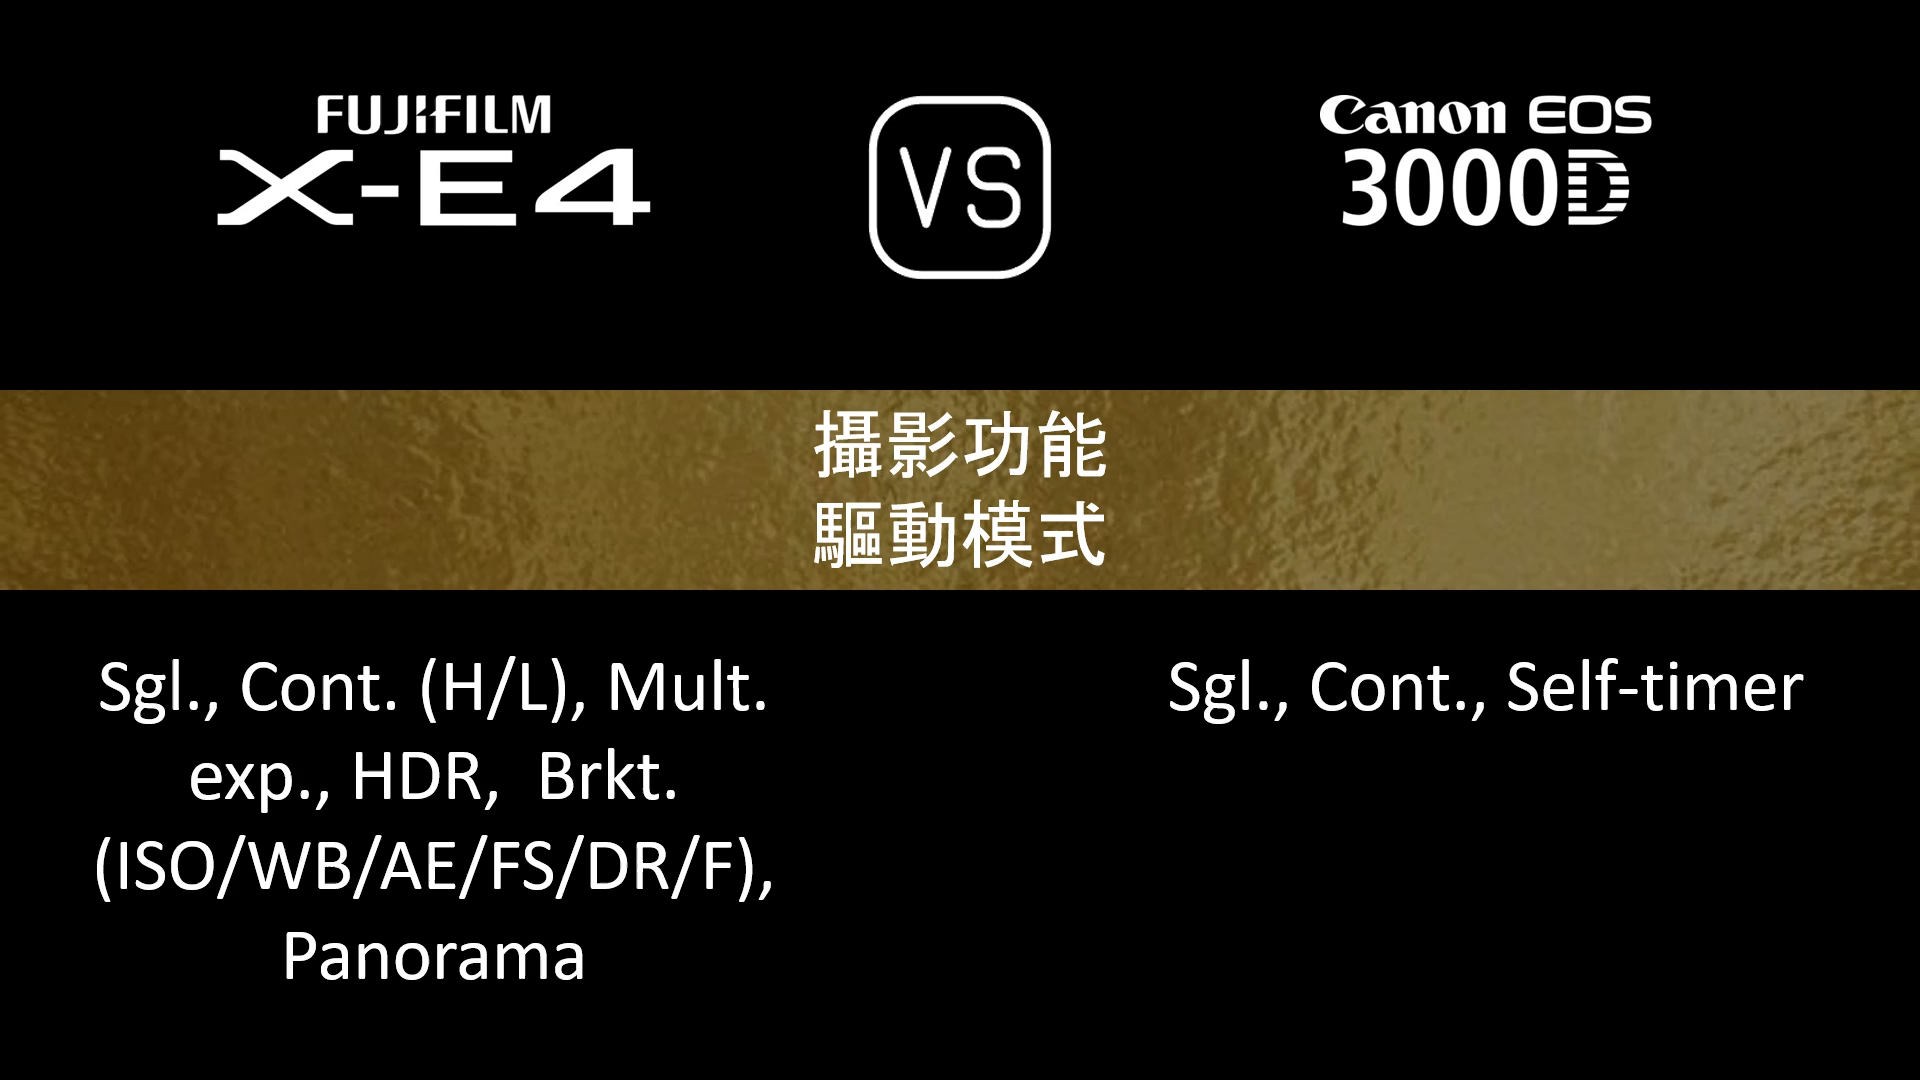 FUJIFILM
X-E4
VS
Canon EOS
3000D
攝影功能
驅動模式
Sgl., Cont. (H/L), Mult.
exp., HDR,  Brkt.
(ISO/WB/AE/FS/DR/F),
Panorama
Sgl., Cont., Self-timer